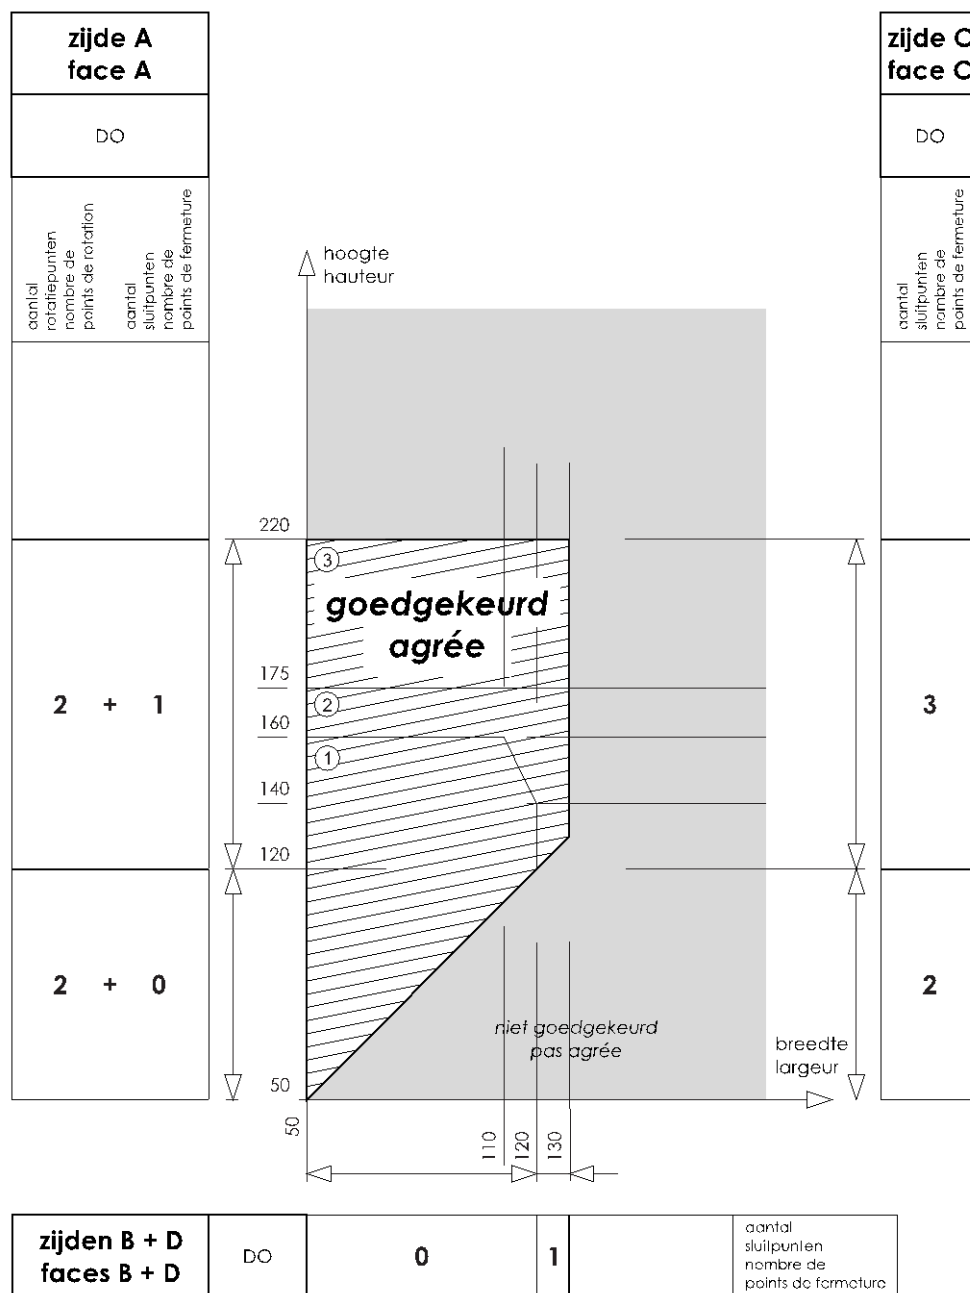 zijde A
face A
DO
aantal
rotatiepunten
nombre de
points de rotation
aantal
sluitpunten
nombre de
points de fermeture
zijde C
face C
DO
aantal
sluitpunten
nombre de
points de fermeture
hoogte
hauteur
220
3
goedgekeurd
agrée
175
2
160
1
140
120
50
2 + 1
3
2 + 0
2
niet goedgekeurd
pas agrée
breedte
largeur
50
110
120
130
zijden B + D
faces B + D
DO
0
1
aantal
sluitpunten
nombre de
points de fermeture